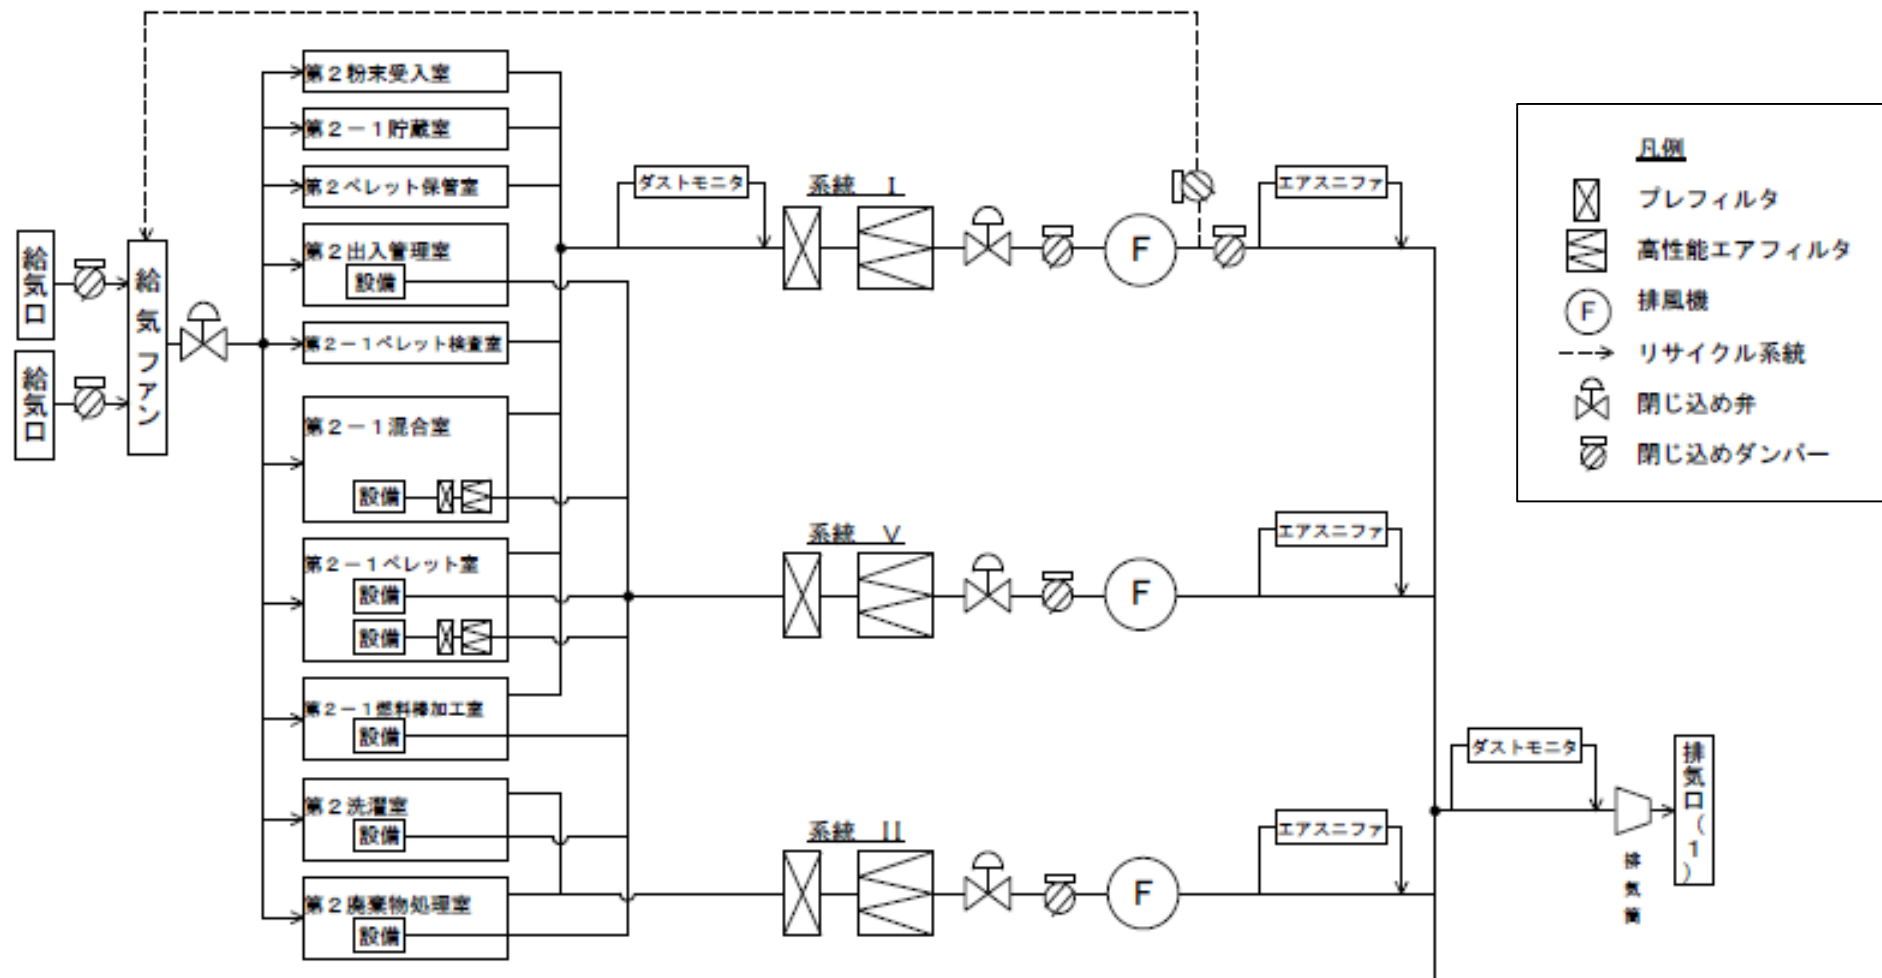 給気口
給気口
給気ファン
第2粉末受入室
第2-1貯蔵室
第2ペレット保管室
第2出入管理室
設備
第2-1ペレット検査室
第2-1混合室
設備
第2-1ペレット室
設備
設備
第2-1燃料棒加工室
設備
第2洗濯室
設備
第2廃棄物処理室
設備
ダストモニタ
系統 Ⅰ
F
エアスニファ
系統 Ⅴ
F
エアスニファ
系統 Ⅱ
F
エアスニファ
ダストモニタ
排気筒
排気口(1)
凡例
プレフィルタ
高性能エアフィルタ
F
排風機
リサイクル系統
閉じ込め弁
閉じ込めダンパー